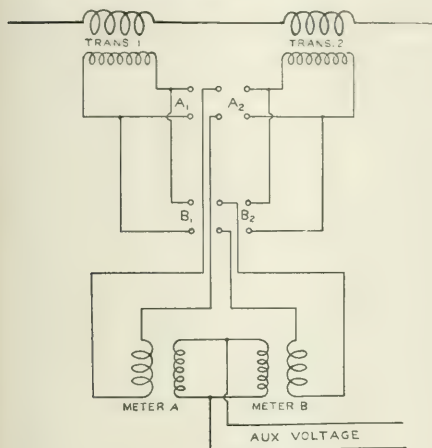 TRANS. 1 TRANS. 2
A1 A2
B1 B2
METER A METER B
AUX VOLTAGE